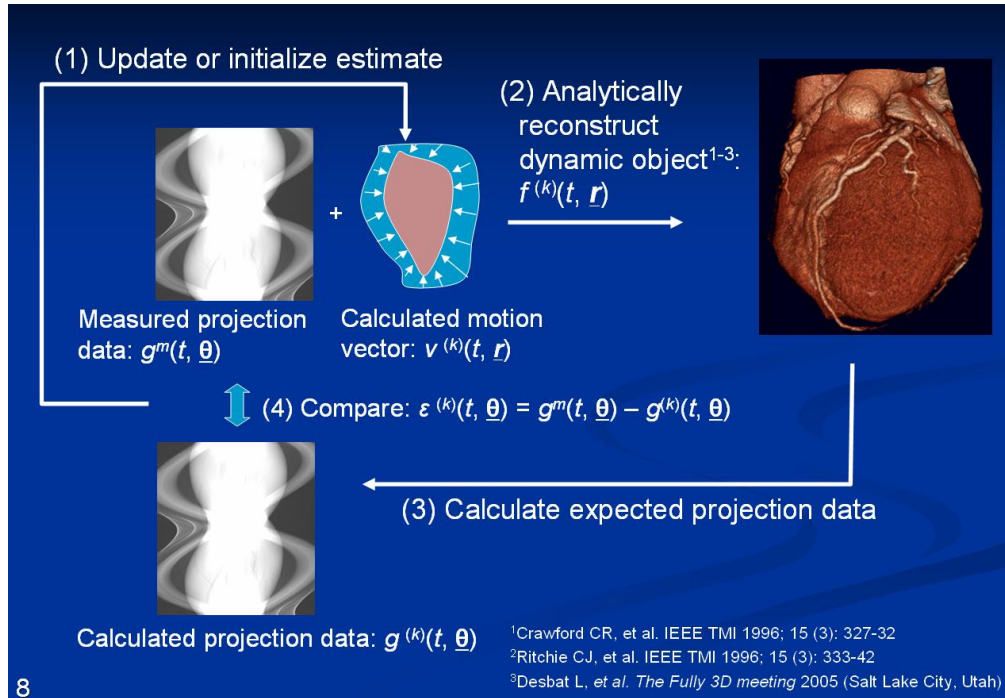 (1) Update or initialize estimate
(2) Analytically
reconstruct
dynamic object¹⁻³:
f ⁽ᵏ⁾(t, r)
+
Measured projection
data: gᵐ(t, θ)
Calculated motion
vector: v ⁽ᵏ⁾(t, r)
(4) Compare: ε ⁽ᵏ⁾(t, θ) = gᵐ(t, θ) – g⁽ᵏ⁾(t, θ)
(3) Calculate expected projection data
Calculated projection data: g ⁽ᵏ⁾(t, θ)
¹Crawford CR, et al. IEEE TMI 1996; 15 (3): 327-32
²Ritchie CJ, et al. IEEE TMI 1996; 15 (3): 333-42
³Desbat L, et al. The Fully 3D meeting 2005 (Salt Lake City, Utah)
8